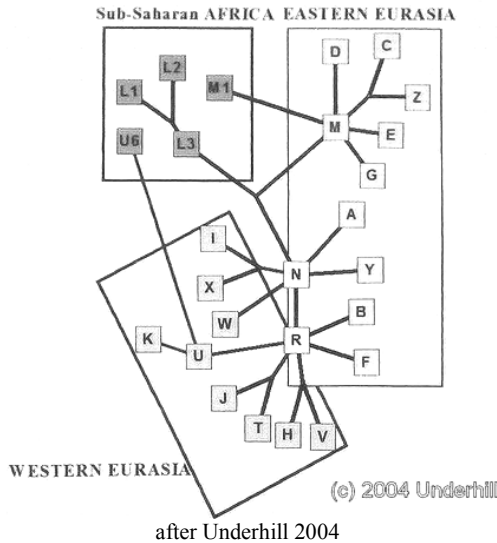 Sub-Saharan AFRICA EASTERN EURASIA
D
C
L2
L1
M1
Z
M
E
U6
L3
G
A
I
N
Y
X
B
W
K
R
U
F
J
T
H
V
WESTERN EURASIA
(c) 2004 Underhill
after Underhill 2004